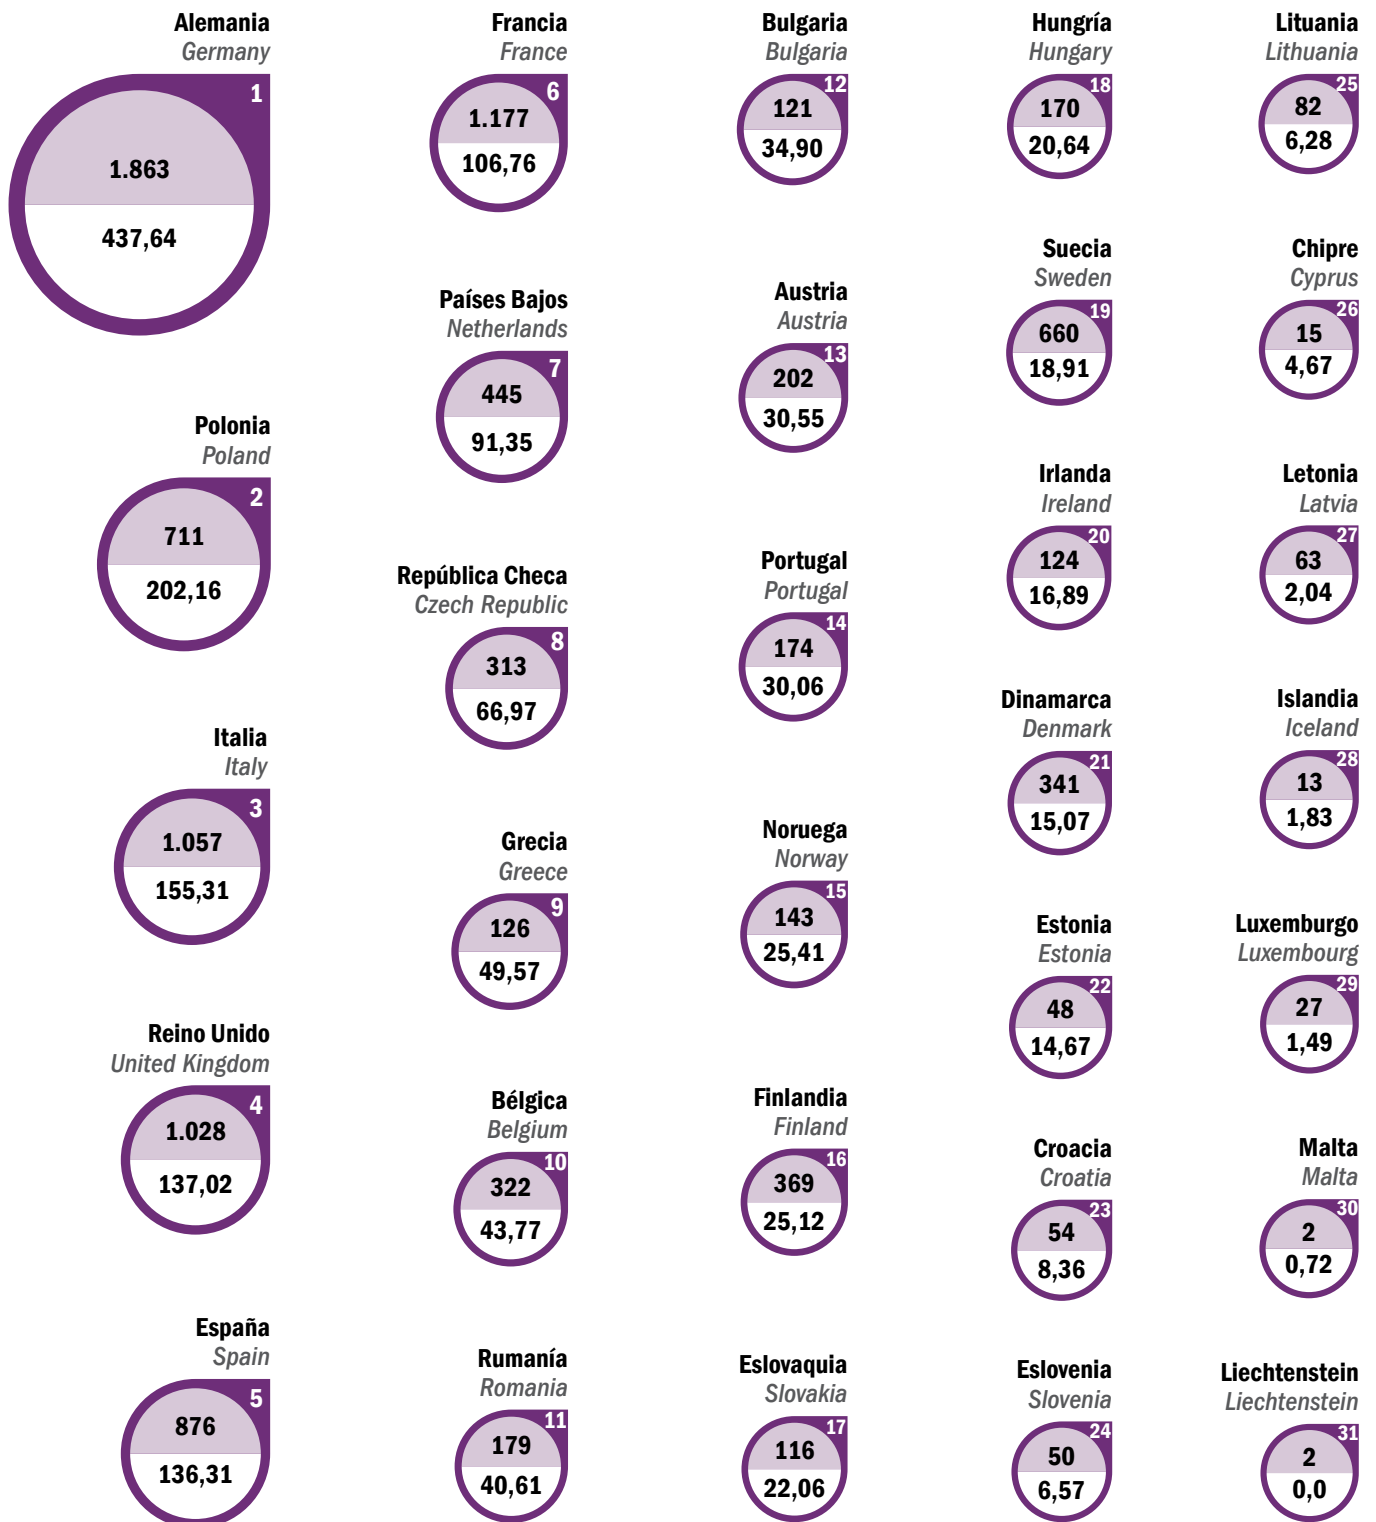 Alemania
Germany
1
1.863
437,64
Polonia
Poland
2
711
202,16
Italia
Italy
3
1.057
155,31
Reino Unido
United Kingdom
4
1.028
137,02
España
Spain
5
876
136,31
Francia
France
6
1.177
106,76
Países Bajos
Netherlands
7
445
91,35
República Checa
Czech Republic
8
313
66,97
Grecia
Greece
9
126
49,57
Bélgica
Belgium
10
322
43,77
Rumanía
Romania
11
179
40,61
Bulgaria
Bulgaria
12
121
34,90
Austria
Austria
13
202
30,55
Portugal
Portugal
14
174
30,06
Noruega
Norway
15
143
25,41
Finlandia
Finland
16
369
25,12
Eslovaquia
Slovakia
17
116
22,06
Hungría
Hungary
18
170
20,64
Suecia
Sweden
19
660
18,91
Irlanda
Ireland
20
124
16,89
Dinamarca
Denmark
21
341
15,07
Estonia
Estonia
22
48
14,67
Croacia
Croatia
23
54
8,36
Eslovenia
Slovenia
24
50
6,57
Lituania
Lithuania
25
82
6,28
Chipre
Cyprus
26
15
4,67
Letonia
Latvia
27
63
2,04
Islandia
Iceland
28
13
1,83
Luxemburgo
Luxembourg
29
27
1,49
Malta
Malta
30
2
0,72
Liechtenstein
Liechtenstein
31
2
0,0